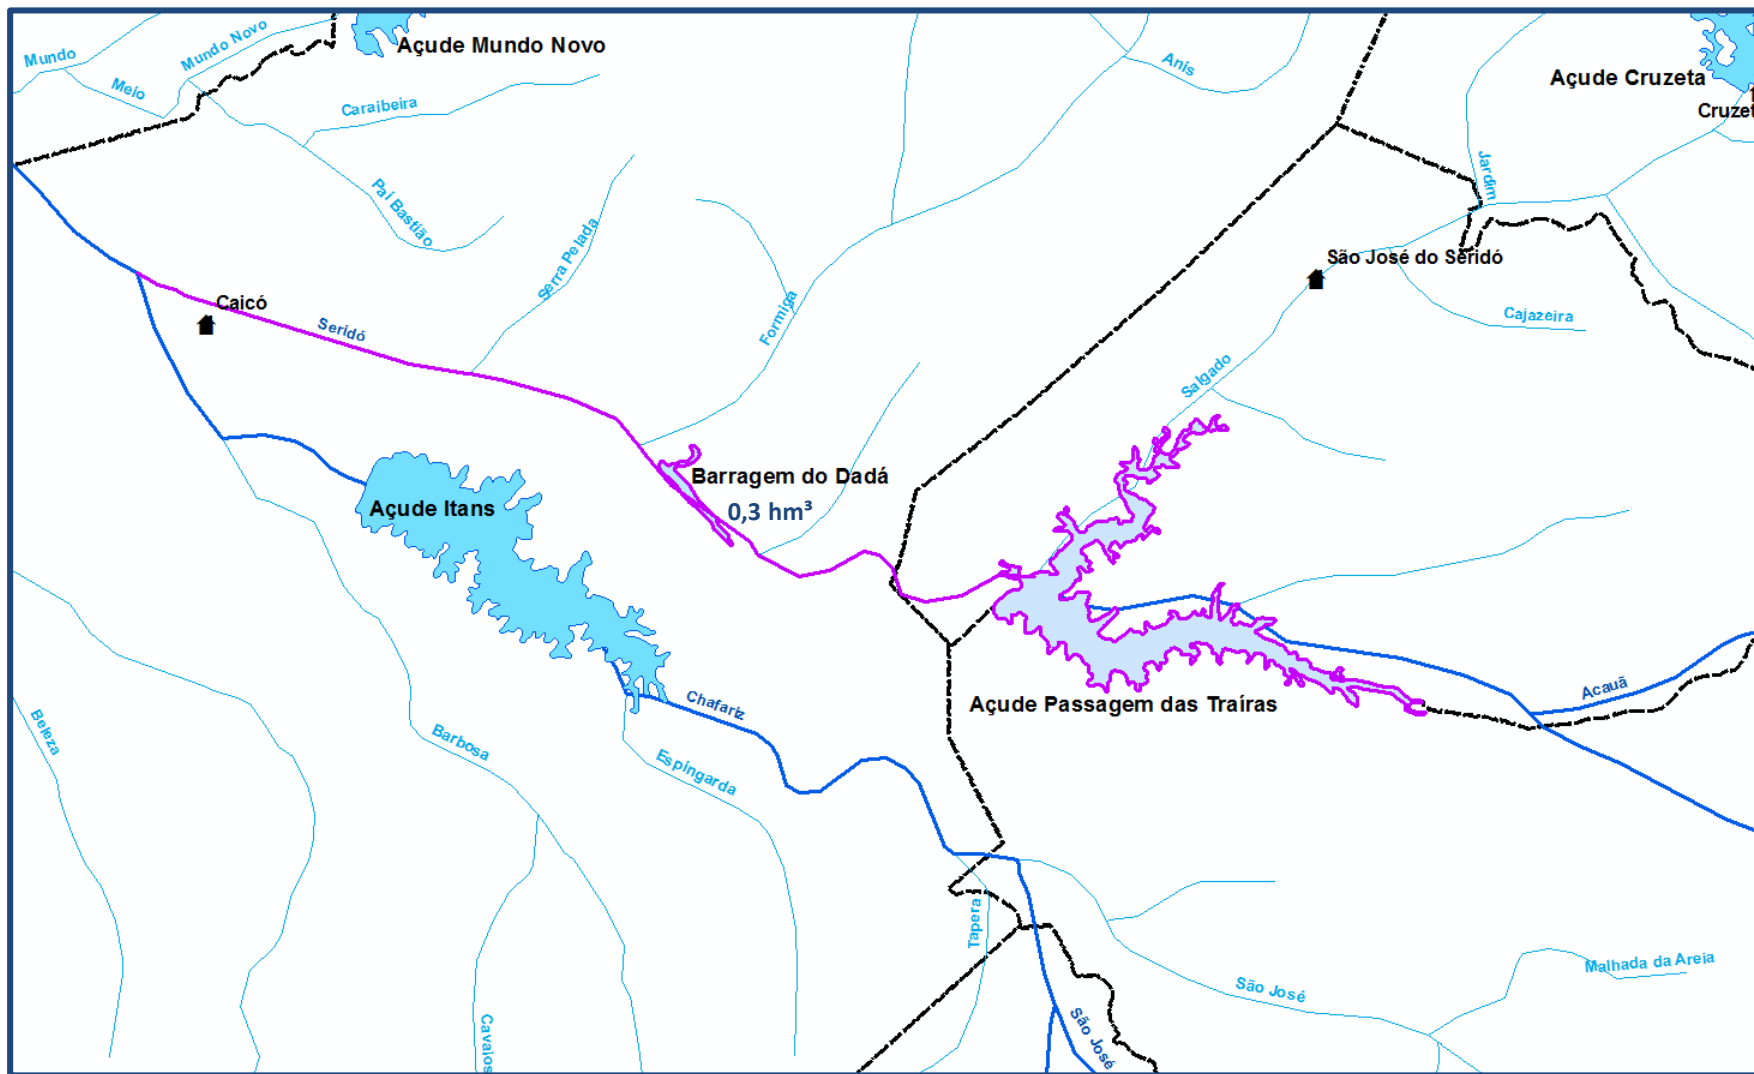 Mundo
Mundo Novo
Açude Mundo Novo
Meio
Caraibeira
Anis
Açude Cruzeta
Cruzet
Pai Bastião
Serra Pelada
Jardim
São José do Seridó
Caicó
Seridó
Formiga
Cajazeira
Salgado
Barragem do Dadá
0,3 hm³
Açude Itans
Açude Passagem das Traíras
Acauã
Chafariz
Beleza
Barbosa
Espingarda
Tapera
São José
Malhada da Areia
Cavalos
São José